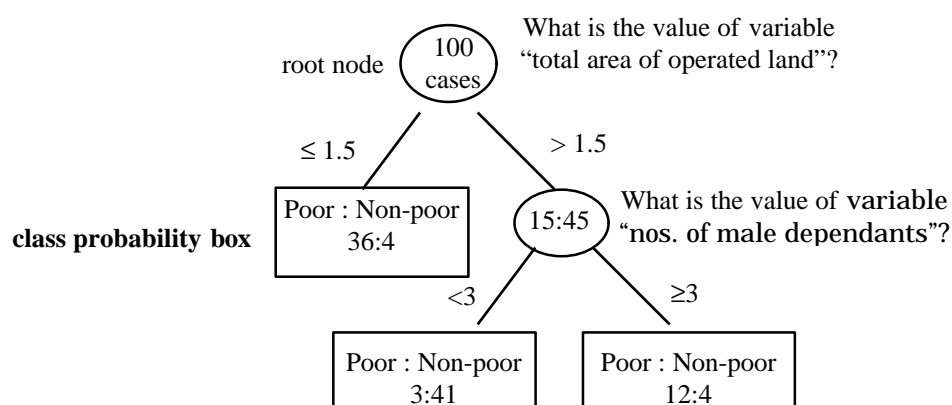 100
cases
root node
What is the value of variable
“total area of operated land”?
≤ 1.5
> 1.5
Poor : Non-poor
36:4
class probability box
15:45
What is the value of variable
“nos. of male dependants”?
<3
≥3
Poor : Non-poor
3:41
Poor : Non-poor
12:4